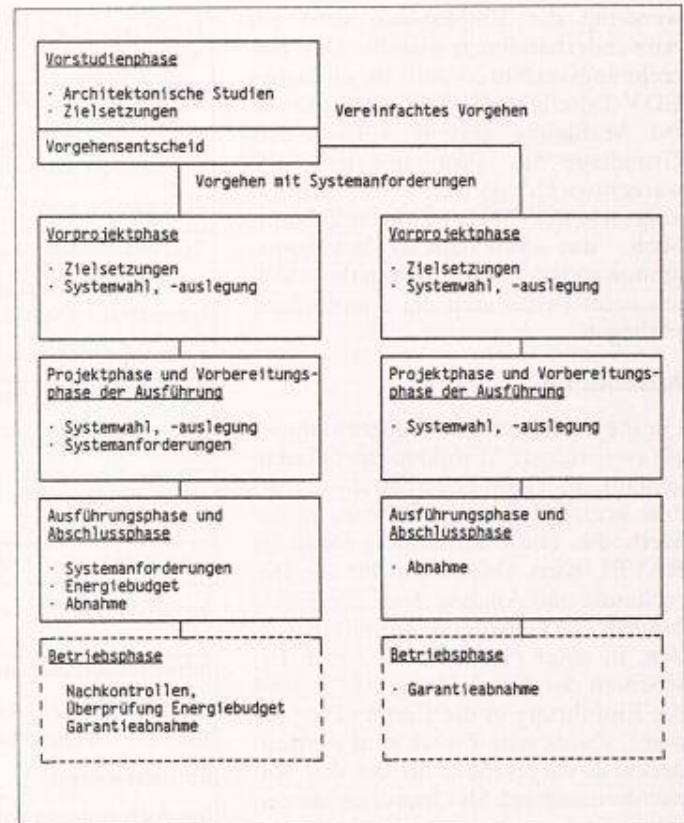 Vorstudienphase
· Architektonische Studien
· Zielsetzungen
Vorgehensentscheid
Vereinfachtes Vorgehen
Vorgehen mit Systemanforderungen
Vorprojektphase
· Zielsetzungen
· Systemwahl, -auslegung
Projektphase und Vorbereitungs-
phase der Ausführung
· Systemwahl, -auslegung
· Systemanforderungen
Ausführungsphase und
Abschlussphase
· Systemanforderungen
· Energiebudget
· Abnahme
Betriebsphase
Nachkontrollen,
Überprüfung Energiebudget
Garantieabnahme
Vorprojektphase
· Zielsetzungen
· Systemwahl, -auslegung
Projektphase und Vorbereitungs-
phase der Ausführung
· Systemwahl, -auslegung
Ausführungsphase und
Abschlussphase
· Abnahme
Betriebsphase
· Garantieabnahme